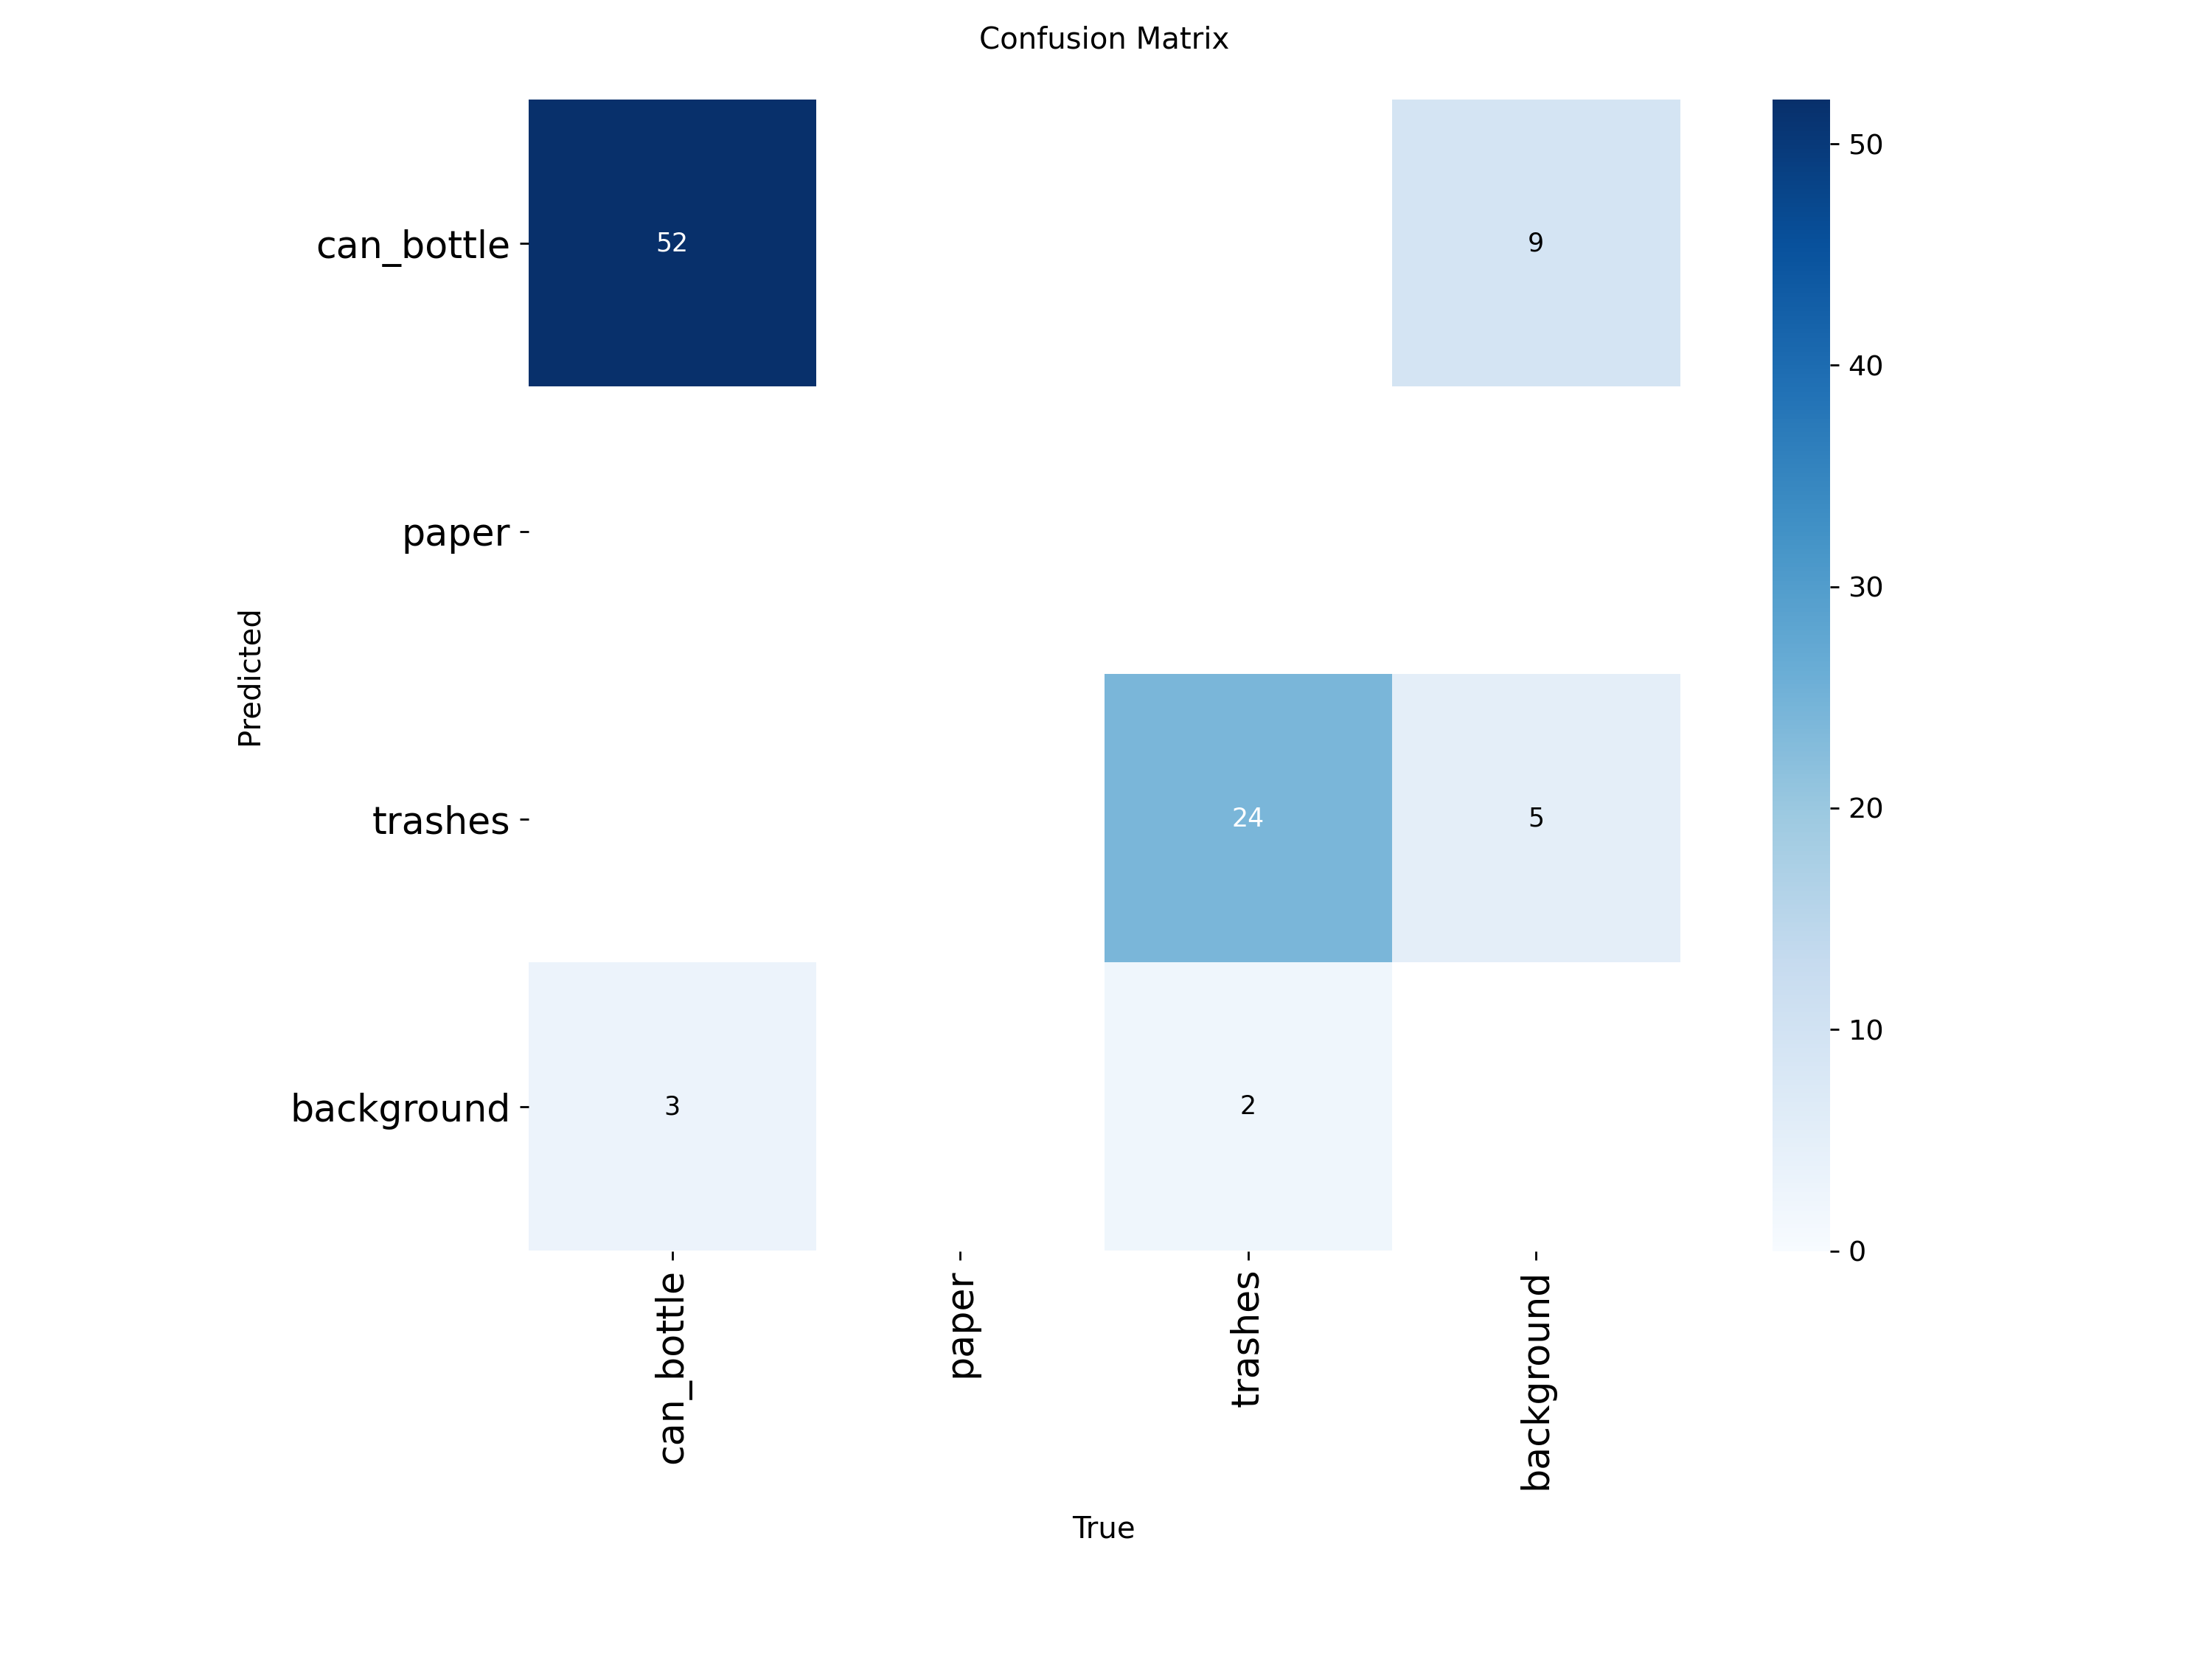 Confusion Matrix
can_bottle
52
9
50
40
paper
30
Predicted
trashes
24
5
20
10
background
3
2
0
can_bottle
paper
trashes
background
True